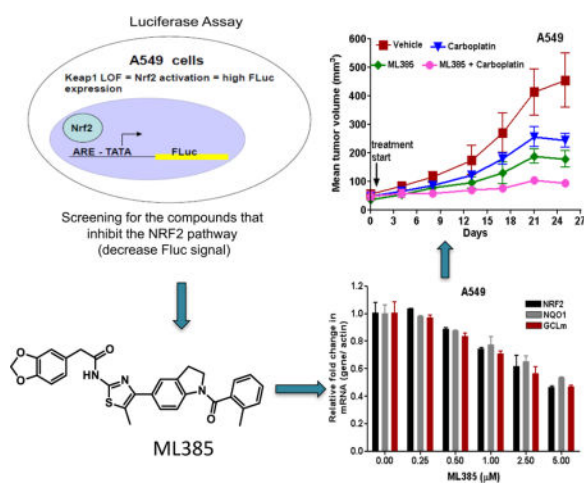 Luciferase Assay
A549 cells
Keap1 LOF = Nrf2 activation = high FLuc
expression
Nrf2
ARE - TATA
FLuc
Screening for the compounds that
inhibit the NRF2 pathway
(decrease Fluc signal)
O
O
O
HN
N
S
N
O
ML385
Vehicle
Carboplatin
A549
ML385
ML385 + Carboplatin
Mean tumor volume (mm³)
600
500
400
300
200
100
0
treatment
start
0 3 6 9 12 15 18 21 24 27
Days
A549
NRF2
NQO1
GCLm
Relative fold change in
mRNA (gene/ actin)
1.2
1.0
0.8
0.6
0.4
0.2
0.0
0.00 0.25 0.50 1.00 2.50 5.00
ML385 (µM)